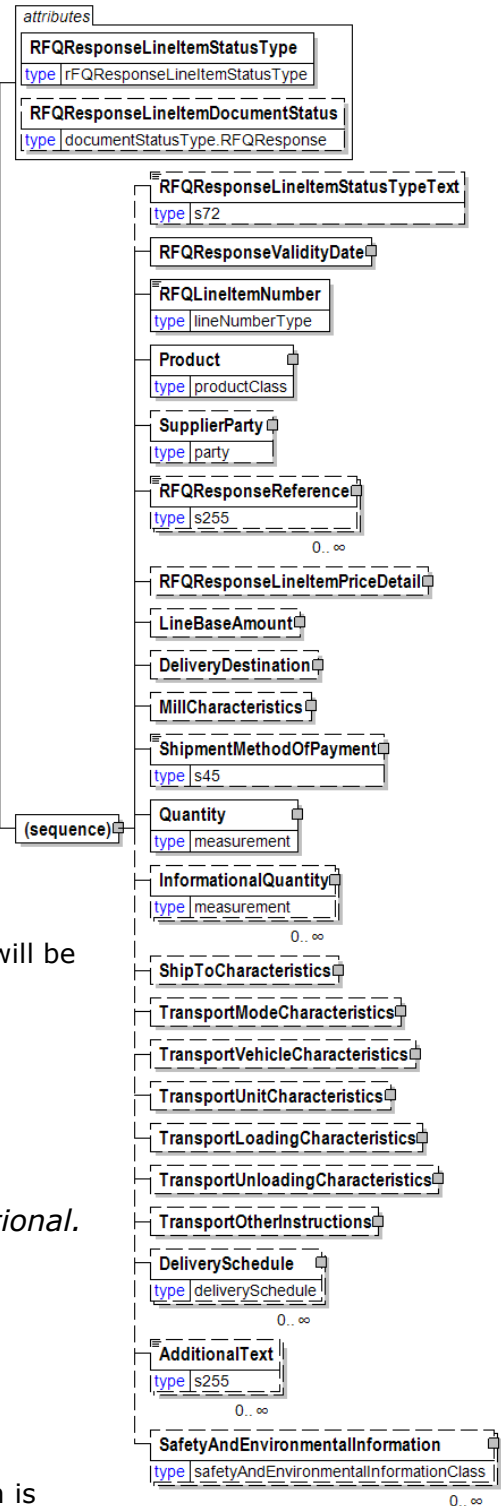 attributes
RFQResponseLineItemStatusType
type rFQResponseLineItemStatusType
RFQResponseLineItemDocumentStatus
type documentStatusType.RFQResponse
RFQResponseLineItemStatusTypeText
type s72
RFQResponseValidityDate
RFQLineItemNumber
type lineNumberType
Product
type productClass
SupplierParty
type party
RFQResponseReference
type s255
0.. ∞
RFQResponseLineItemPriceDetail
LineBaseAmount
DeliveryDestination
MillCharacteristics
ShipmentMethodOfPayment
type s45
(sequence)
Quantity
type measurement
InformationalQuantity
type measurement
0.. ∞
will be
ShipToCharacteristics
TransportModeCharacteristics
TransportVehicleCharacteristics
TransportUnitCharacteristics
TransportLoadingCharacteristics
TransportUnloadingCharacteristics
tional.
TransportOtherInstructions
DeliverySchedule
type deliverySchedule
0.. ∞
AdditionalText
type s255
0.. ∞
SafetyAndEnvironmentalInformation
type safetyAndEnvironmentalInformationClass
n is
0.. ∞